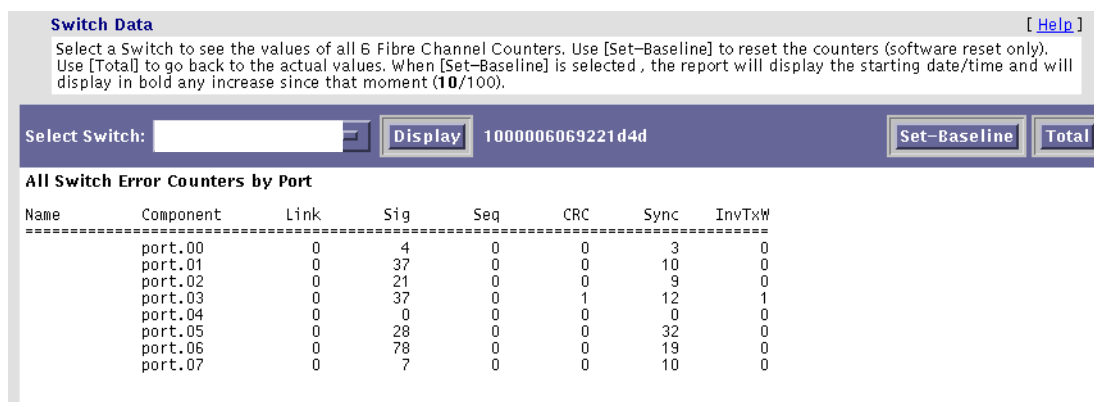 Switch Data [ Help ]
Select a Switch to see the values of all 6 Fibre Channel Counters. Use [Set-Baseline] to reset the counters (software reset only).
Use [Total] to go back to the actual values. When [Set-Baseline] is selected , the report will display the starting date/time and will
display in bold any increase since that moment (10/100).
Select Switch: Display 1000006069221d4d Set-Baseline Total
All Switch Error Counters by Port
Name Component Link Sig Seq CRC Sync InvTxW
================================================================================
port.00 0 4 0 0 3 0
port.01 0 37 0 0 10 0
port.02 0 21 0 0 9 0
port.03 0 37 0 1 12 1
port.04 0 0 0 0 0 0
port.05 0 28 0 0 32 0
port.06 0 78 0 0 19 0
port.07 0 7 0 0 10 0